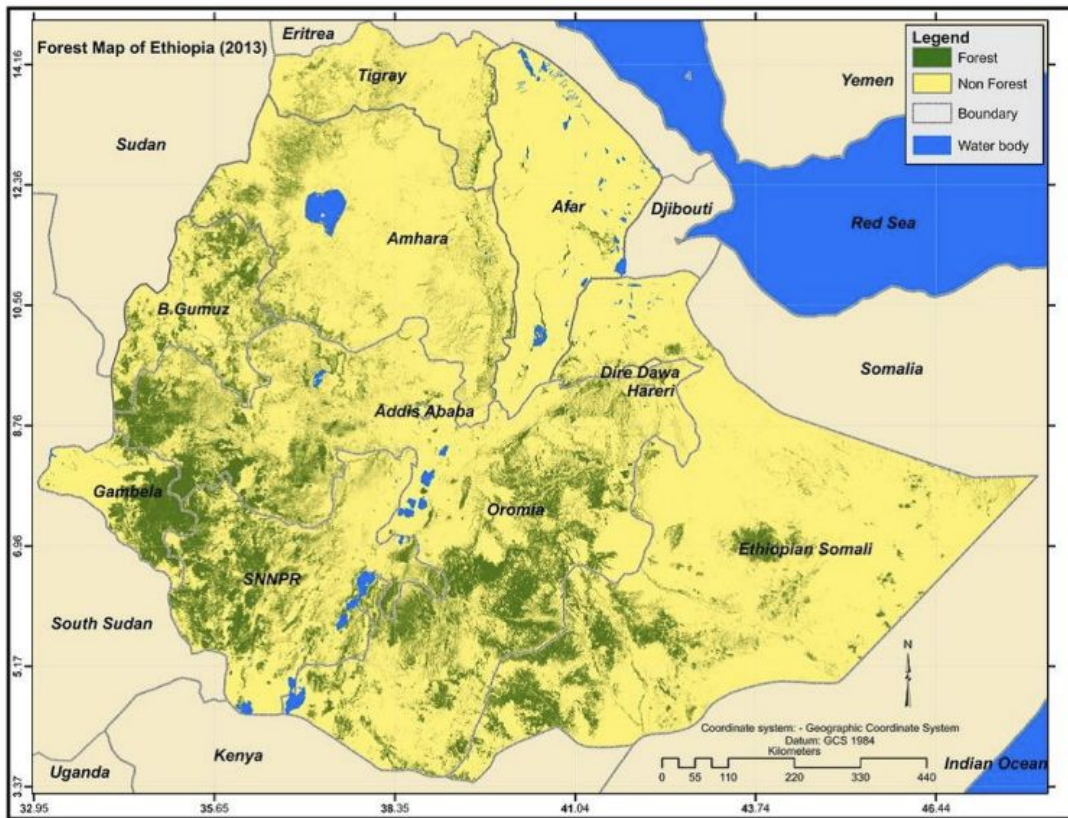 Forest Map of Ethiopia (2013)
Eritrea
Legend
Forest
Non Forest
Boundary
Water body
Tigray
Yemen
Sudan
Afar
Djibouti
Red Sea
Amhara
B.Gumuz
Dire Dawa
Hareri
Somalia
Addis Ababa
Gambela
Oromia
Ethiopian Somali
SNNPR
South Sudan
N
Coordinate system: - Geographic Coordinate System
Datum: GCS 1984
Kilometers
0 55 110 220 330 440
Kenya
Uganda
Indian Ocean
14.16
12.36
10.56
8.76
6.96
5.17
3.37
32.95 35.65 38.35 41.04 43.74 46.44